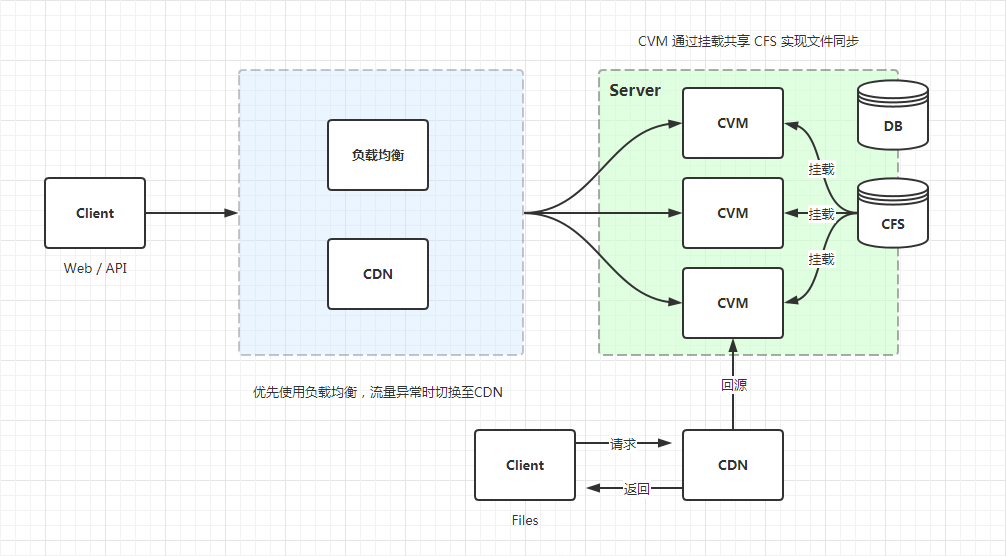 CVM 通过挂载共享 CFS 实现文件同步
Server
CVM
DB
负载均衡
挂载
Client
CVM
挂载
CFS
Web / API
CDN
挂载
CVM
回源
优先使用负载均衡，流量异常时切换至CDN
Client
请求
返回
CDN
Files